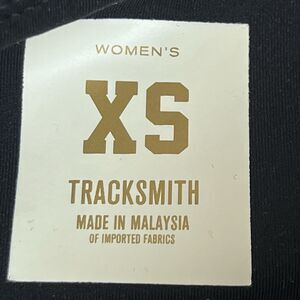 WOMEN'S
XS
TRACKSMITH
MADE IN MALAYSIA
OF IMPORTED FABRICS